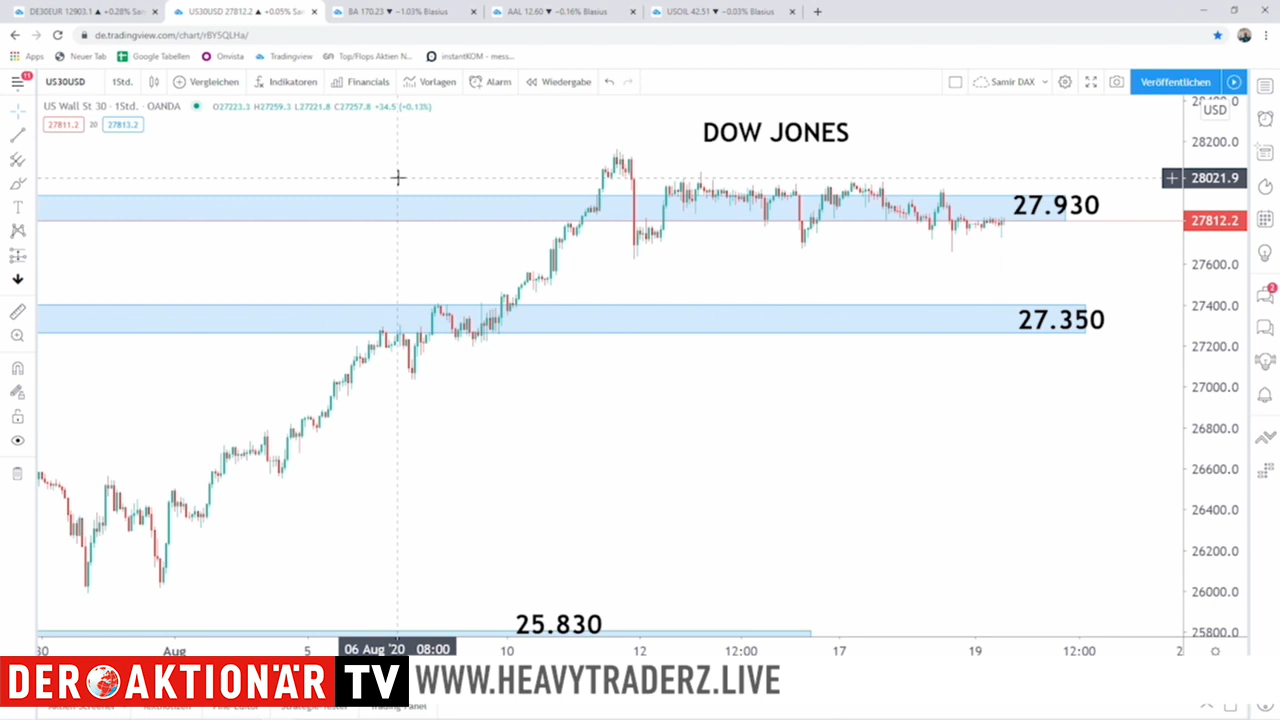 DE30EUR 12903.1 ▲ +0.28% Sam
US30USD 27812.2 ▲ +0.05% Sam
BA 170.23 ▼ −1.03% Blasius
AAL 12.60 ▼ −0.16% Blasius
USOIL 42.51 ▼ −0.03% Blasius
de.tradingview.com/chart/rBY5QLHa/
Apps Neuer Tab Google Tabellen Onvista Tradingview Top/Flops Aktien N... instantKOM - mess...
11
US30USD 1Std. Vergleichen Indikatoren Financials Vorlagen Alarm Wiedergabe Samir DAX Veröffentlichen
US Wall St 30 · 1Std. · OANDA O27223.3 H27259.3 L27221.8 C27257.8 +34.5 (+0.13%)
USD
27811.2 20 27813.2
DOW JONES
28200.0
28021.9
27.930
27812.2
27600.0
2
27400.0
27.350
27200.0
27000.0
26800.0
26600.0
26400.0
26200.0
26000.0
25.830
25800.0
Aug 5 06 Aug '20 08:00 10 12 12:00 17 19 12:00
DER AKTIONÄR TV WWW.HEAVYTRADERZ.LIVE